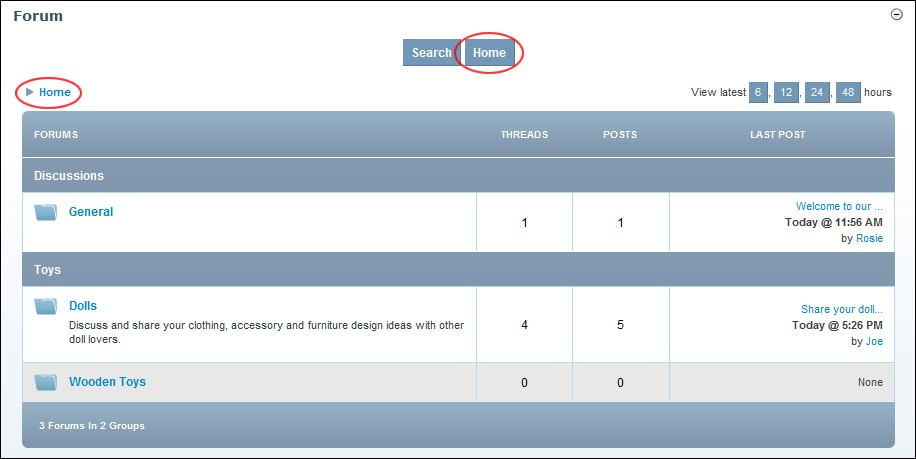 Forum
Search Home
Home
View latest 6, 12, 24, 48 hours
FORUMS THREADS POSTS LAST POST
Discussions
General 1 1
Welcome to our ...
Today @ 11:56 AM
by Rosie
Toys
Dolls
Discuss and share your clothing, accessory and furniture design ideas with other
doll lovers.
4 5
Share your doll...
Today @ 5:26 PM
by Joe
Wooden Toys 0 0 None
3 Forums In 2 Groups